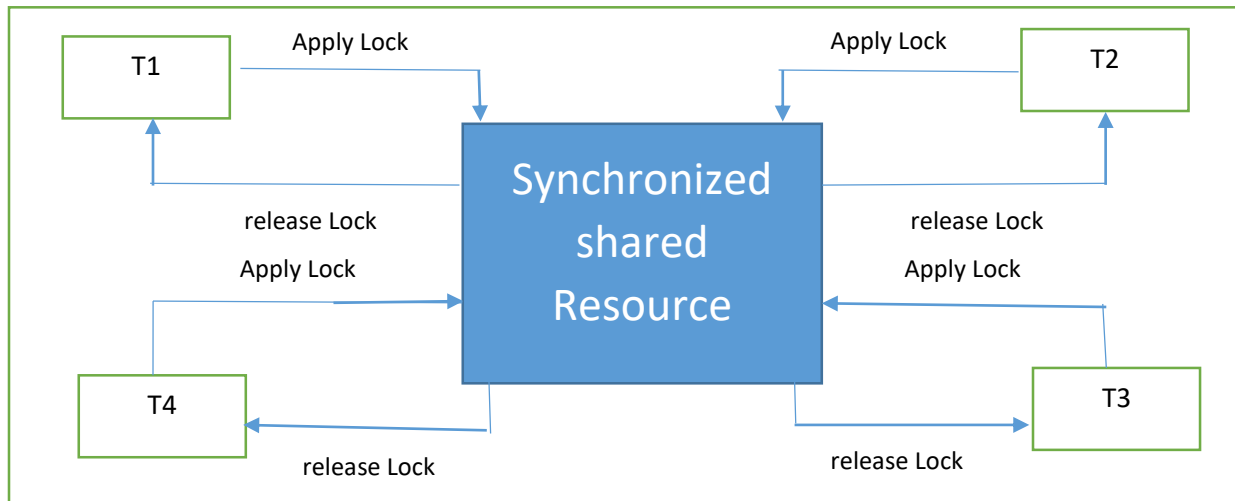 Apply Lock
Apply Lock
T1
T2
Synchronized
shared
Resource
release Lock
release Lock
Apply Lock
Apply Lock
T4
T3
release Lock
release Lock